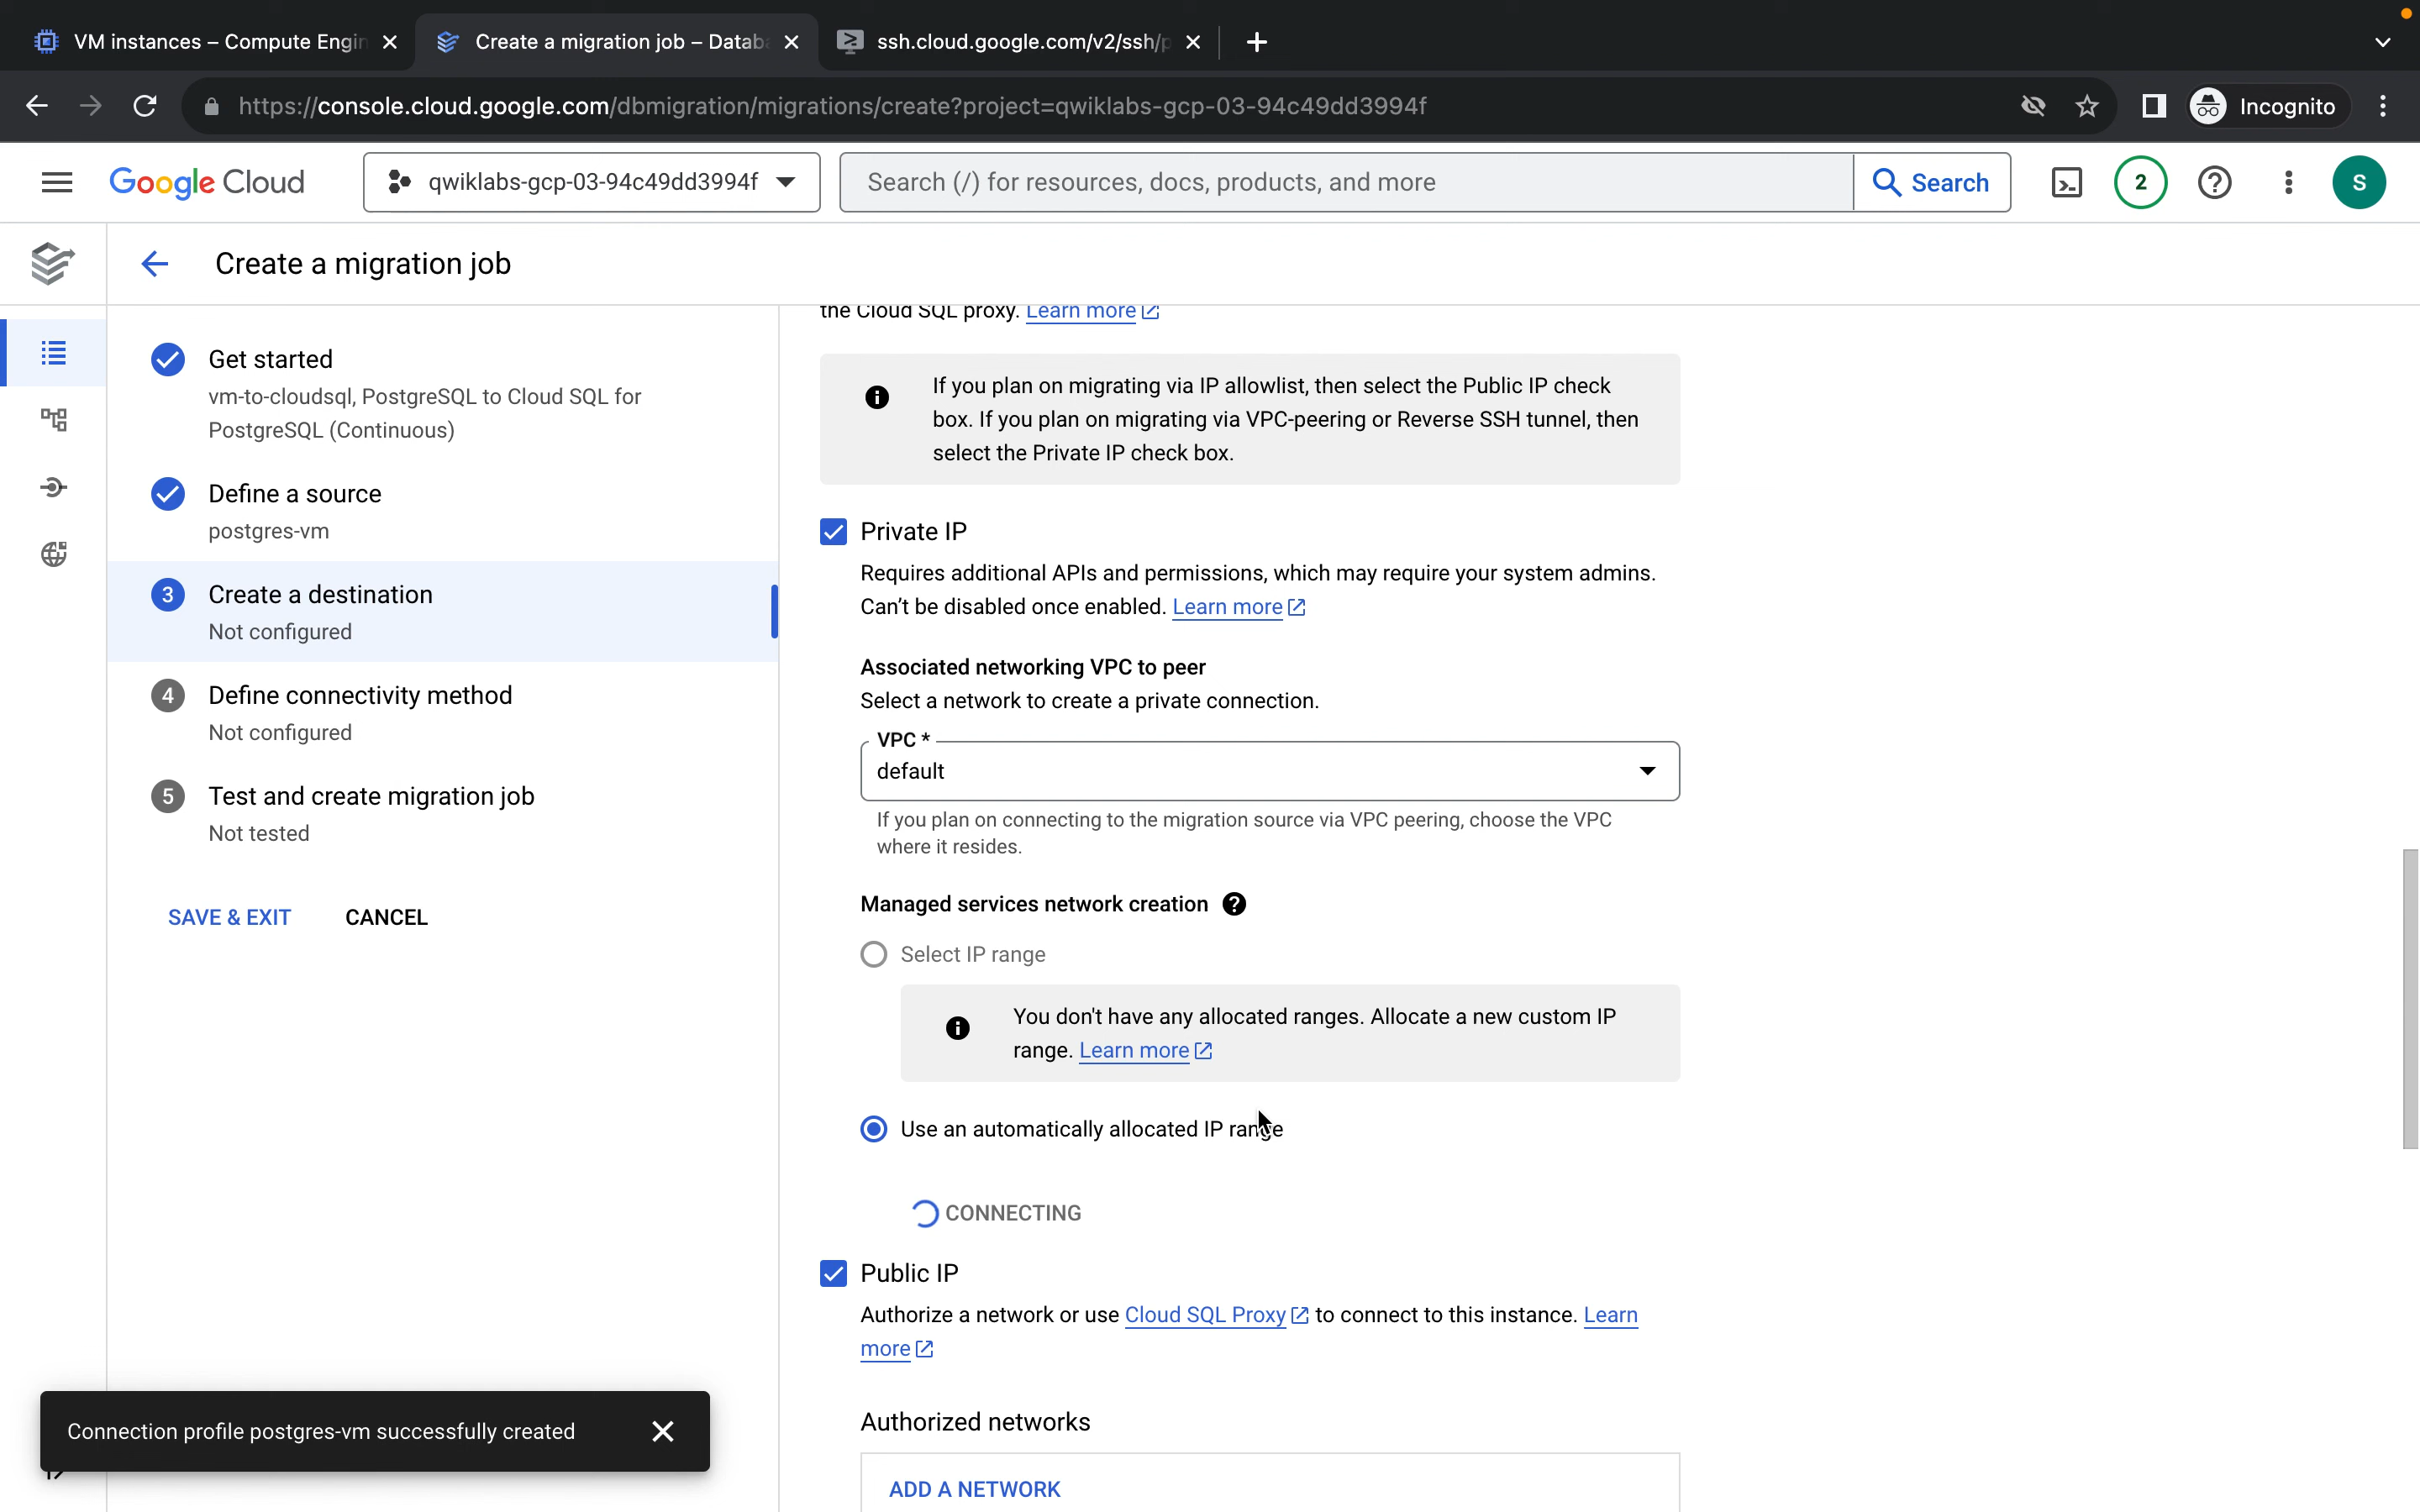 VM instances – Compute Engin
Create a migration job – Datab
ssh.cloud.google.com/v2/ssh/p
https://console.cloud.google.com/dbmigration/migrations/create?project=qwiklabs-gcp-03-94c49dd3994f
Incognito
Google Cloud
qwiklabs-gcp-03-94c49dd3994f
Search (/) for resources, docs, products, and more
Search
2
S
Create a migration job
Get started
vm-to-cloudsql, PostgreSQL to Cloud SQL for
PostgreSQL (Continuous)
Define a source
postgres-vm
3 Create a destination
Not configured
4 Define connectivity method
Not configured
5 Test and create migration job
Not tested
SAVE & EXIT
CANCEL
the Cloud SQL proxy. Learn more
If you plan on migrating via IP allowlist, then select the Public IP check
box. If you plan on migrating via VPC-peering or Reverse SSH tunnel, then
select the Private IP check box.
Private IP
Requires additional APIs and permissions, which may require your system admins.
Can't be disabled once enabled. Learn more
Associated networking VPC to peer
Select a network to create a private connection.
VPC *
default
If you plan on connecting to the migration source via VPC peering, choose the VPC
where it resides.
Managed services network creation
Select IP range
You don't have any allocated ranges. Allocate a new custom IP
range. Learn more
Use an automatically allocated IP range
CONNECTING
Public IP
Authorize a network or use Cloud SQL Proxy to connect to this instance. Learn
more
Authorized networks
ADD A NETWORK
Connection profile postgres-vm successfully created